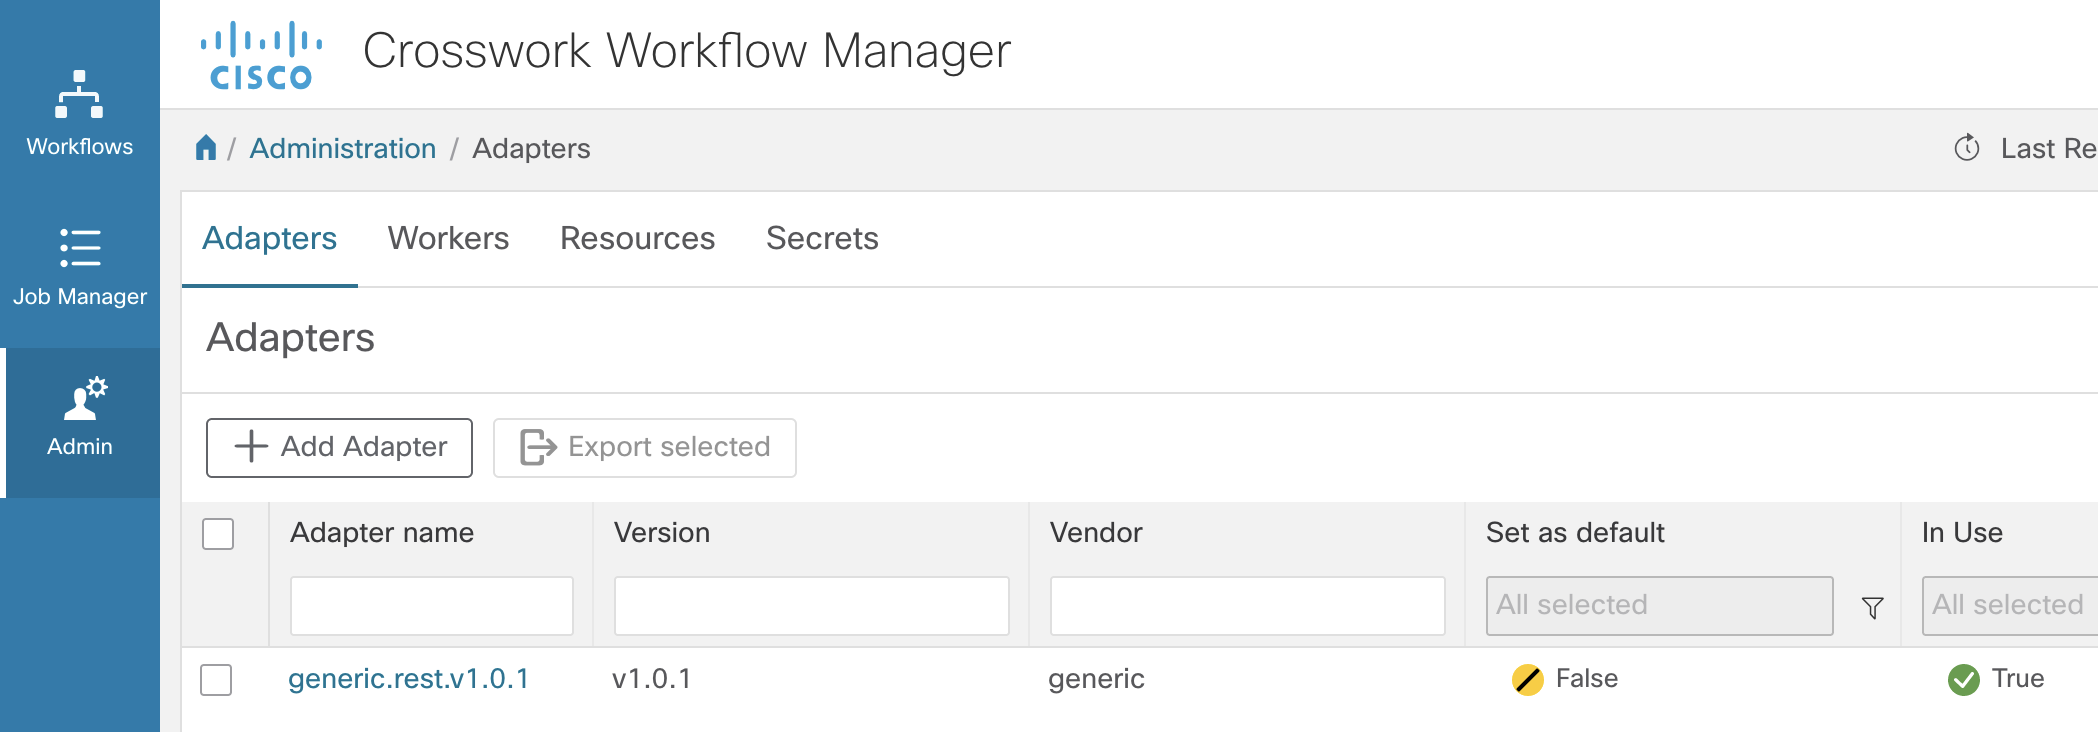 CISCO
Crosswork Workflow Manager
Workflows
/ Administration / Adapters
Last Re
Adapters Workers Resources Secrets
Job Manager
Adapters
Admin
Add Adapter Export selected
Adapter name Version Vendor Set as default In Use
All selected All selected
generic.rest.v1.0.1 v1.0.1 generic False True